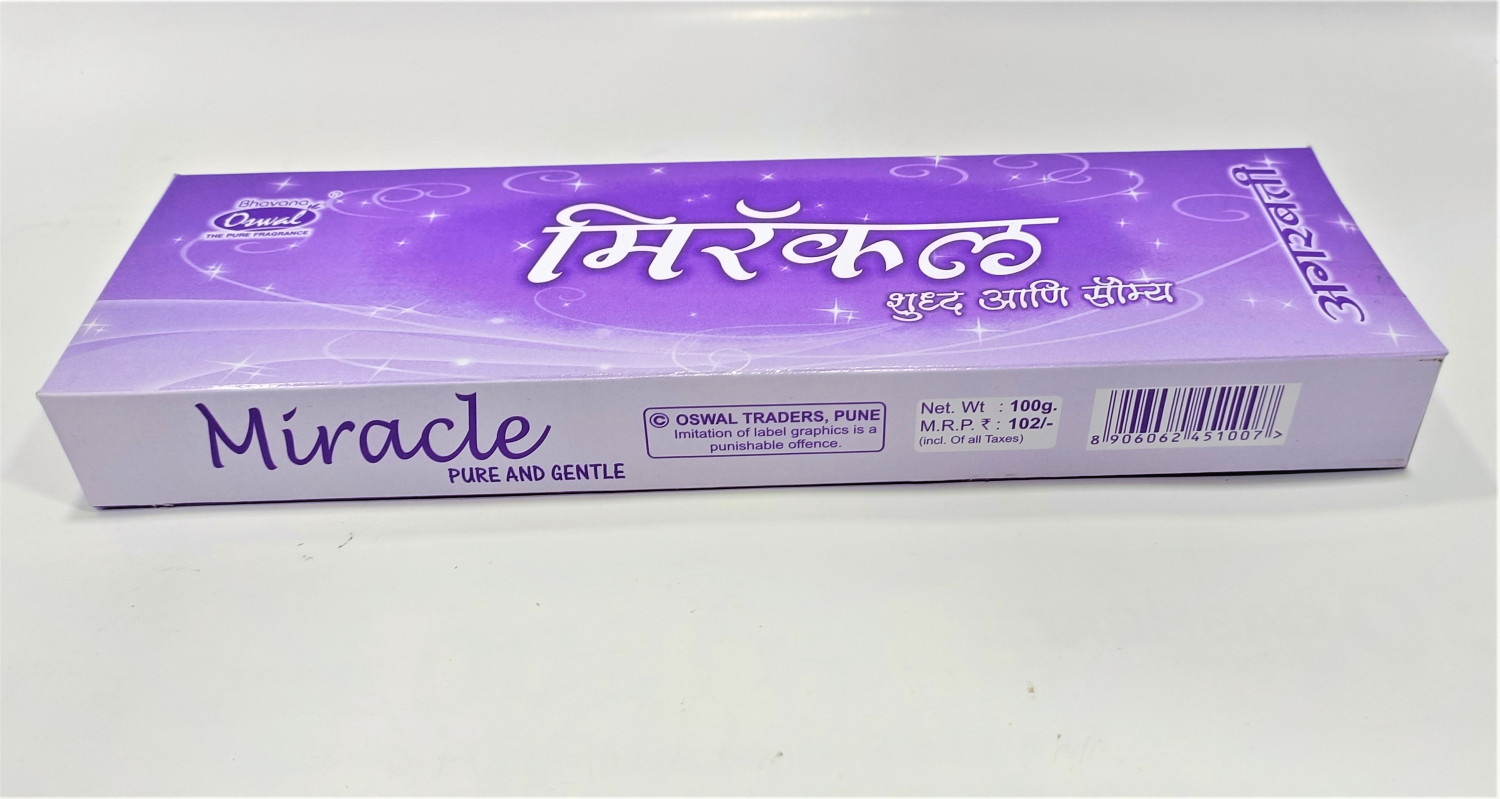 Bhavana
Oswal ®
THE PURE FRAGRANCE
मिरॅकल
शुध्द आणि सौम्य
अगरबत्ती
Miracle
PURE AND GENTLE
© OSWAL TRADERS, PUNE
Imitation of label graphics is a
punishable offence.
Net. Wt : 100g.
M.R.P. ₹ : 102/-
(incl. Of all Taxes)
8 906062 451007 >